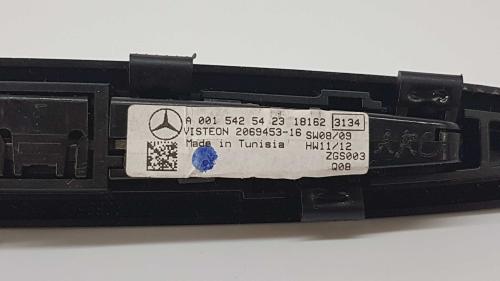 A 001 542 54 23 18162 3134
VISTEON 2069453-16 SW08/09
Made in Tunisia HW11/12
ZGS003
Q08